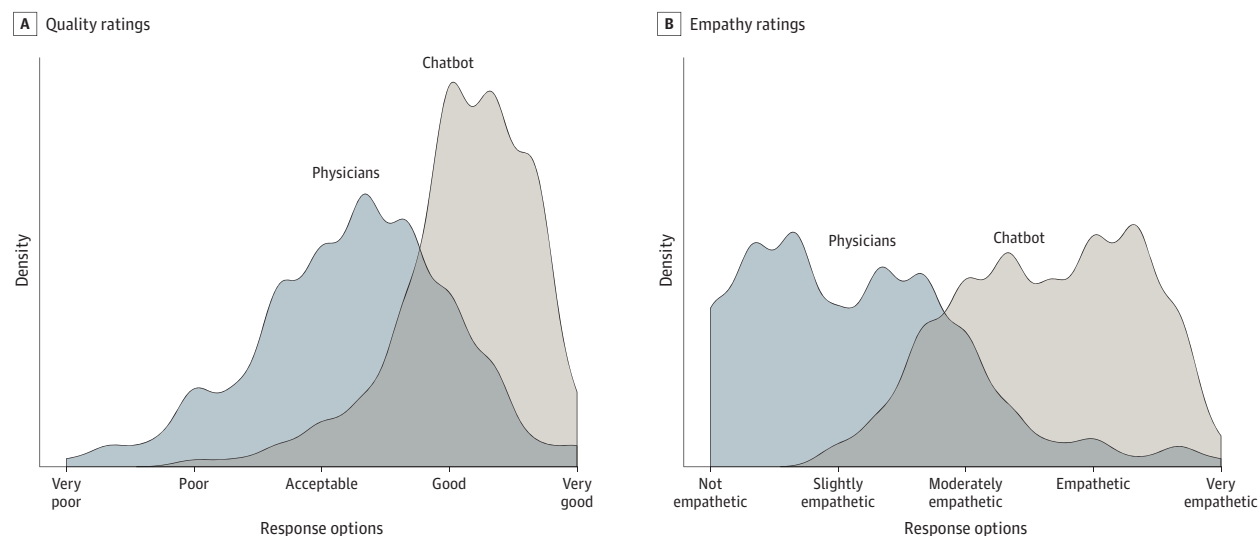 A Quality ratings
Chatbot
Physicians
Density
Very
poor
Poor
Acceptable
Good
Very
good
Response options
B Empathy ratings
Physicians
Chatbot
Density
Not
empathetic
Slightly
empathetic
Moderately
empathetic
Empathetic
Very
empathetic
Response options